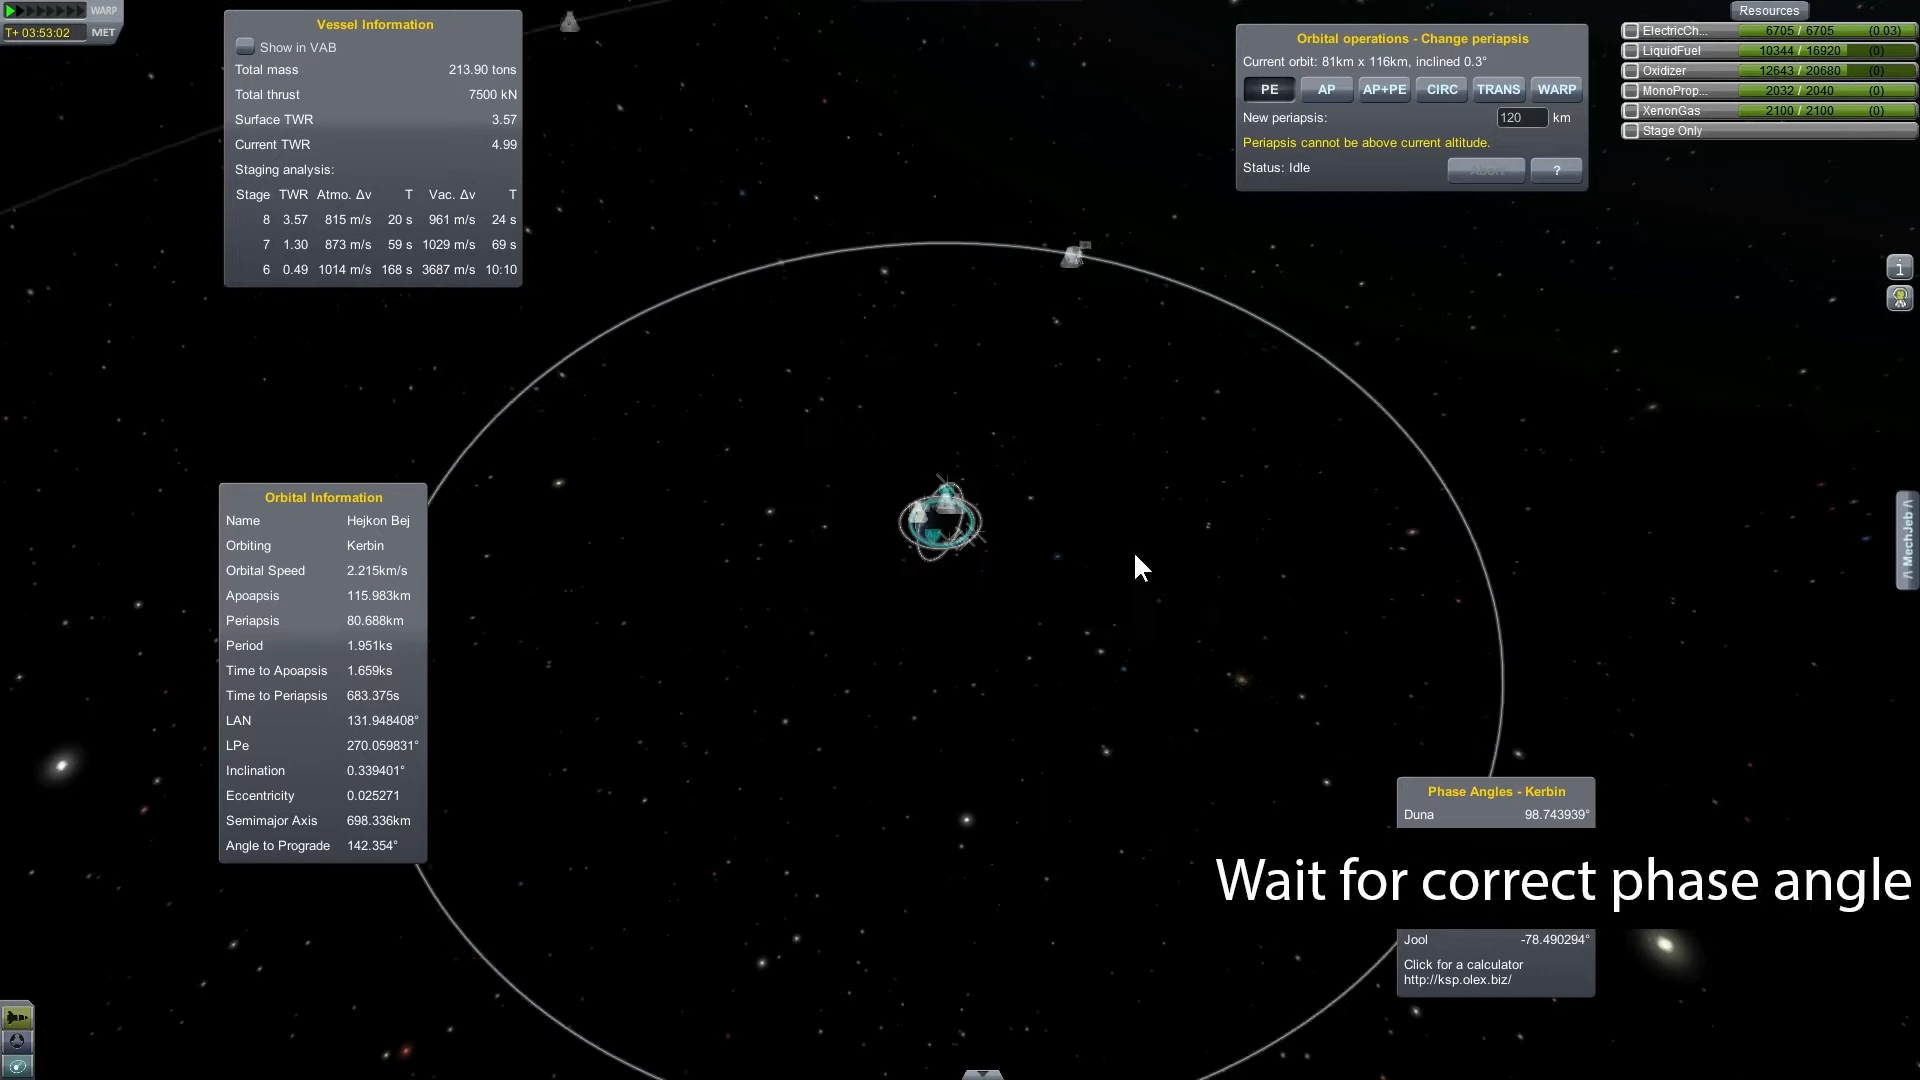 WARP
T+ 03:53:02 MET
Vessel Information
Show in VAB
Total mass 213.90 tons
Total thrust 7500 kN
Surface TWR 3.57
Current TWR 4.99
Staging analysis:
Stage TWR Atmo. Δv T Vac. Δv T
8 3.57 815 m/s 20 s 961 m/s 24 s
7 1.30 873 m/s 59 s 1029 m/s 69 s
6 0.49 1014 m/s 168 s 3687 m/s 10:10
Orbital operations - Change periapsis
Current orbit: 81km x 116km, inclined 0.3°
PE AP AP+PE CIRC TRANS WARP
New periapsis: 120 km
Periapsis cannot be above current altitude.
Status: Idle Abort ?
Resources
ElectricCh... 6705 / 6705 (0.03)
LiquidFuel 10344 / 16920 (0)
Oxidizer 12643 / 20680 (0)
MonoProp... 2032 / 2040 (0)
XenonGas 2100 / 2100 (0)
Stage Only
i
/\ MechJeb /\
Orbital Information
Name Hejkon Bej
Orbiting Kerbin
Orbital Speed 2.215km/s
Apoapsis 115.983km
Periapsis 80.688km
Period 1.951ks
Time to Apoapsis 1.659ks
Time to Periapsis 683.375s
LAN 131.948408°
LPe 270.059831°
Inclination 0.339401°
Eccentricity 0.025271
Semimajor Axis 698.336km
Angle to Prograde 142.354°
Phase Angles - Kerbin
Duna 98.743939°
Wait for correct phase angle
Jool -78.490294°
Click for a calculator
http://ksp.olex.biz/